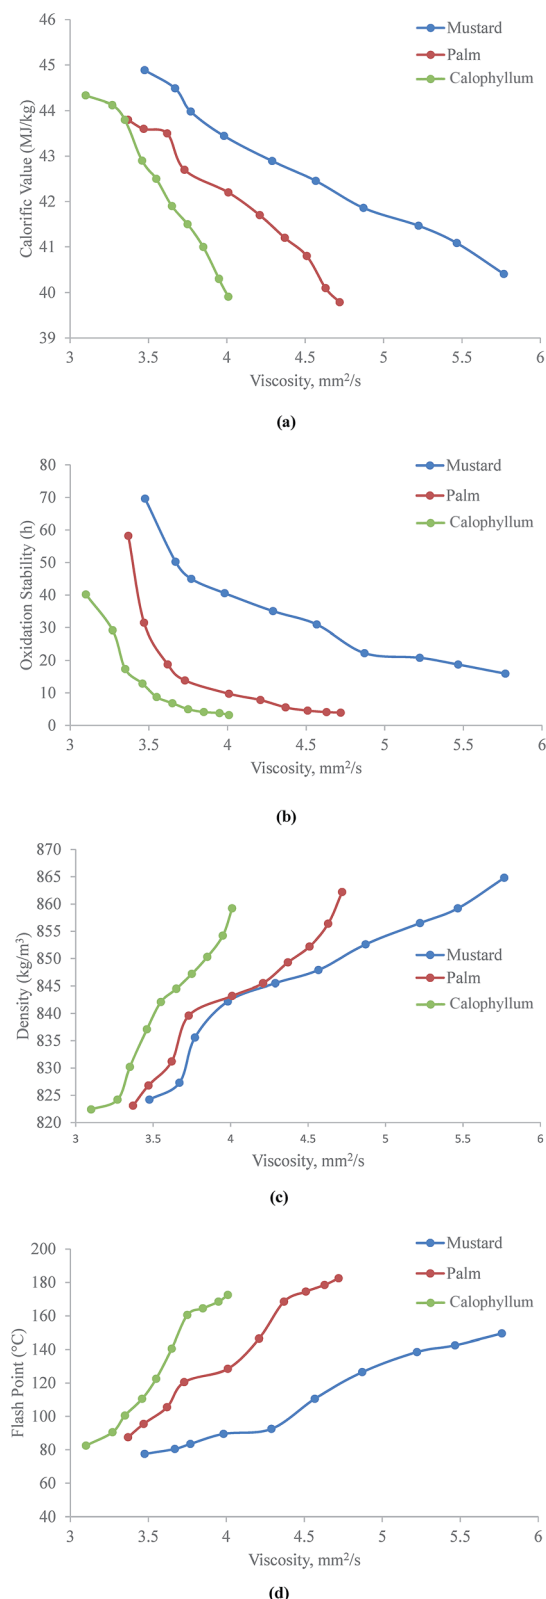 46
45
44
43
42
41
40
39
Calorific Value (MJ/kg)
Mustard
Palm
Calophyllum
3 3.5 4 4.5 5 5.5 6
Viscosity, mm²/s
(a)
80
70
60
50
40
30
20
10
0
Oxidation Stability (h)
Mustard
Palm
Calophyllum
3 3.5 4 4.5 5 5.5 6
Viscosity, mm²/s
(b)
870
865
860
855
850
845
840
835
830
825
820
Density (kg/m³)
Mustard
Palm
Calophyllum
3 3.5 4 4.5 5 5.5 6
Viscosity, mm²/s
(c)
200
180
160
140
120
100
80
60
40
Flash Point (°C)
Mustard
Palm
Calophyllum
3 3.5 4 4.5 5 5.5 6
Viscosity, mm²/s
(d)